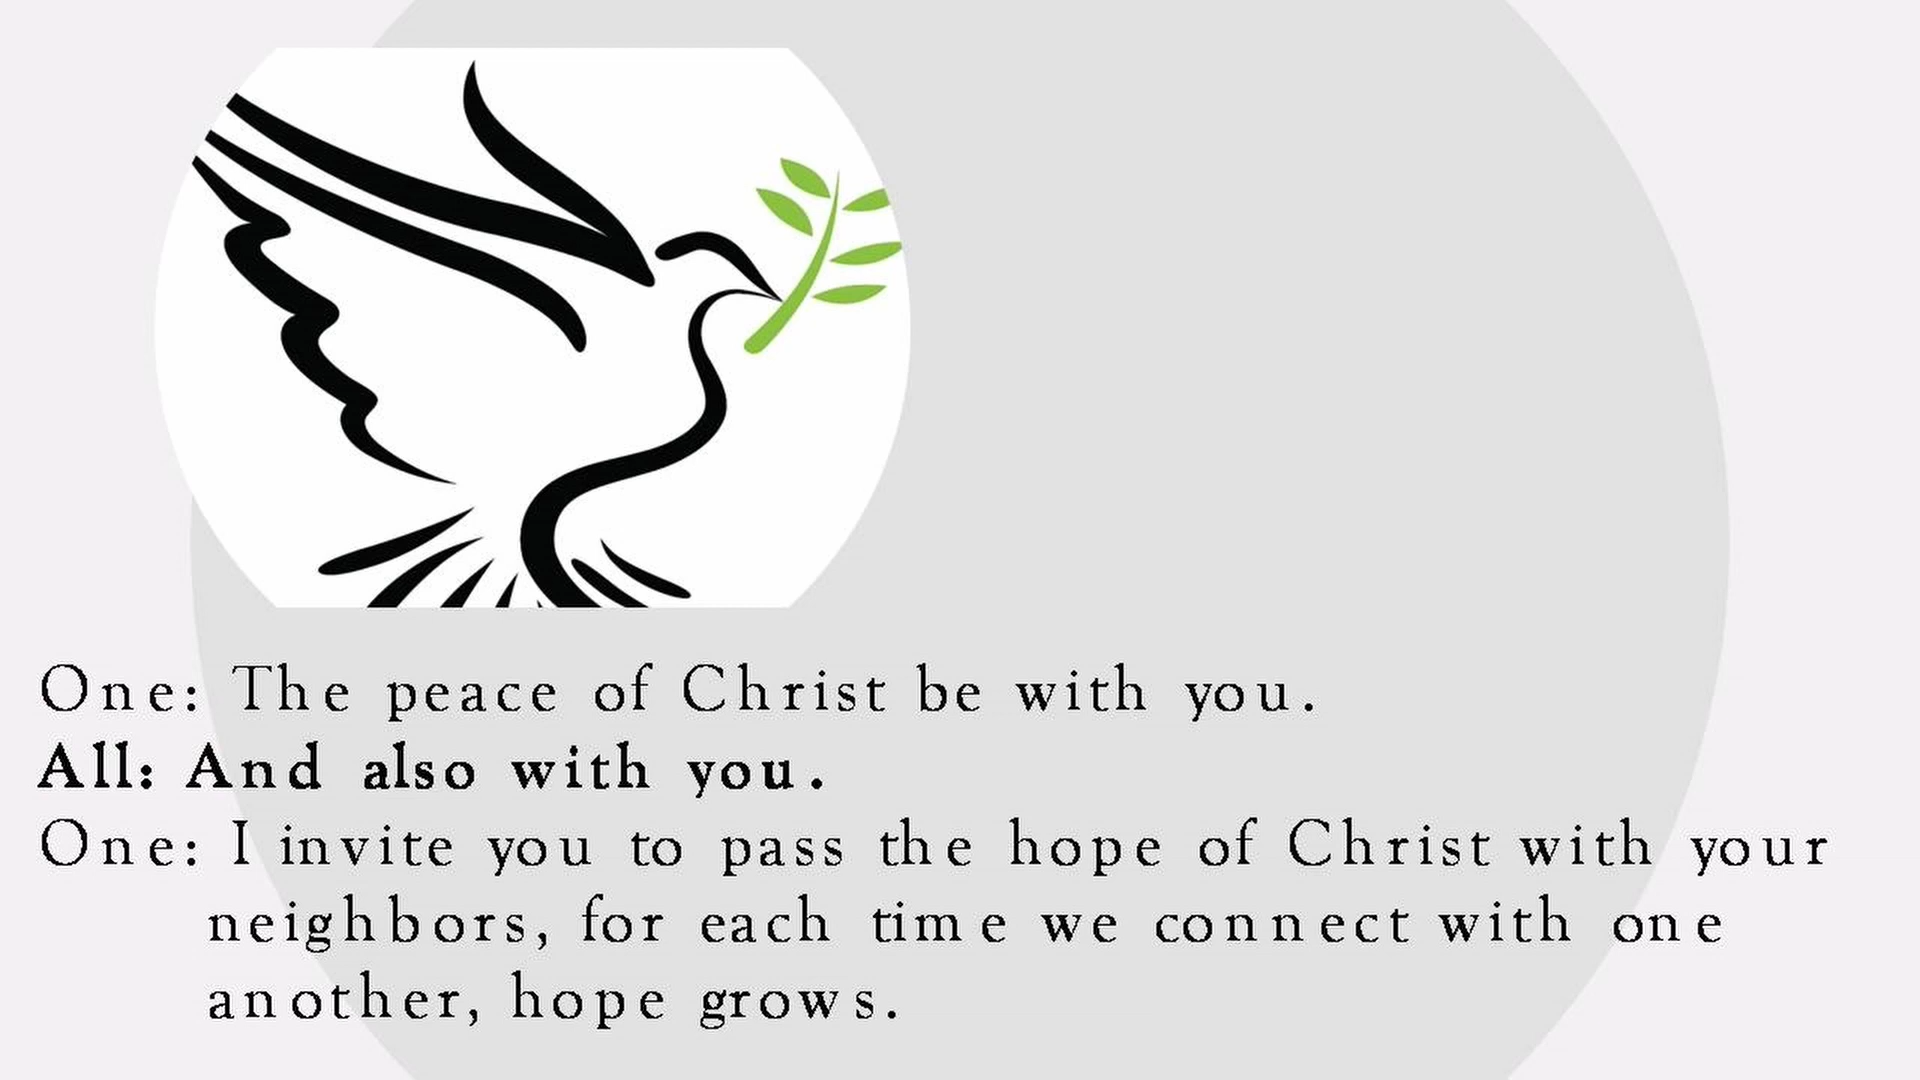 One: The peace of Christ be with you.
All: And also with you.
One: I invite you to pass the hope of Christ with your
neighbors, for each time we connect with one
another, hope grows.